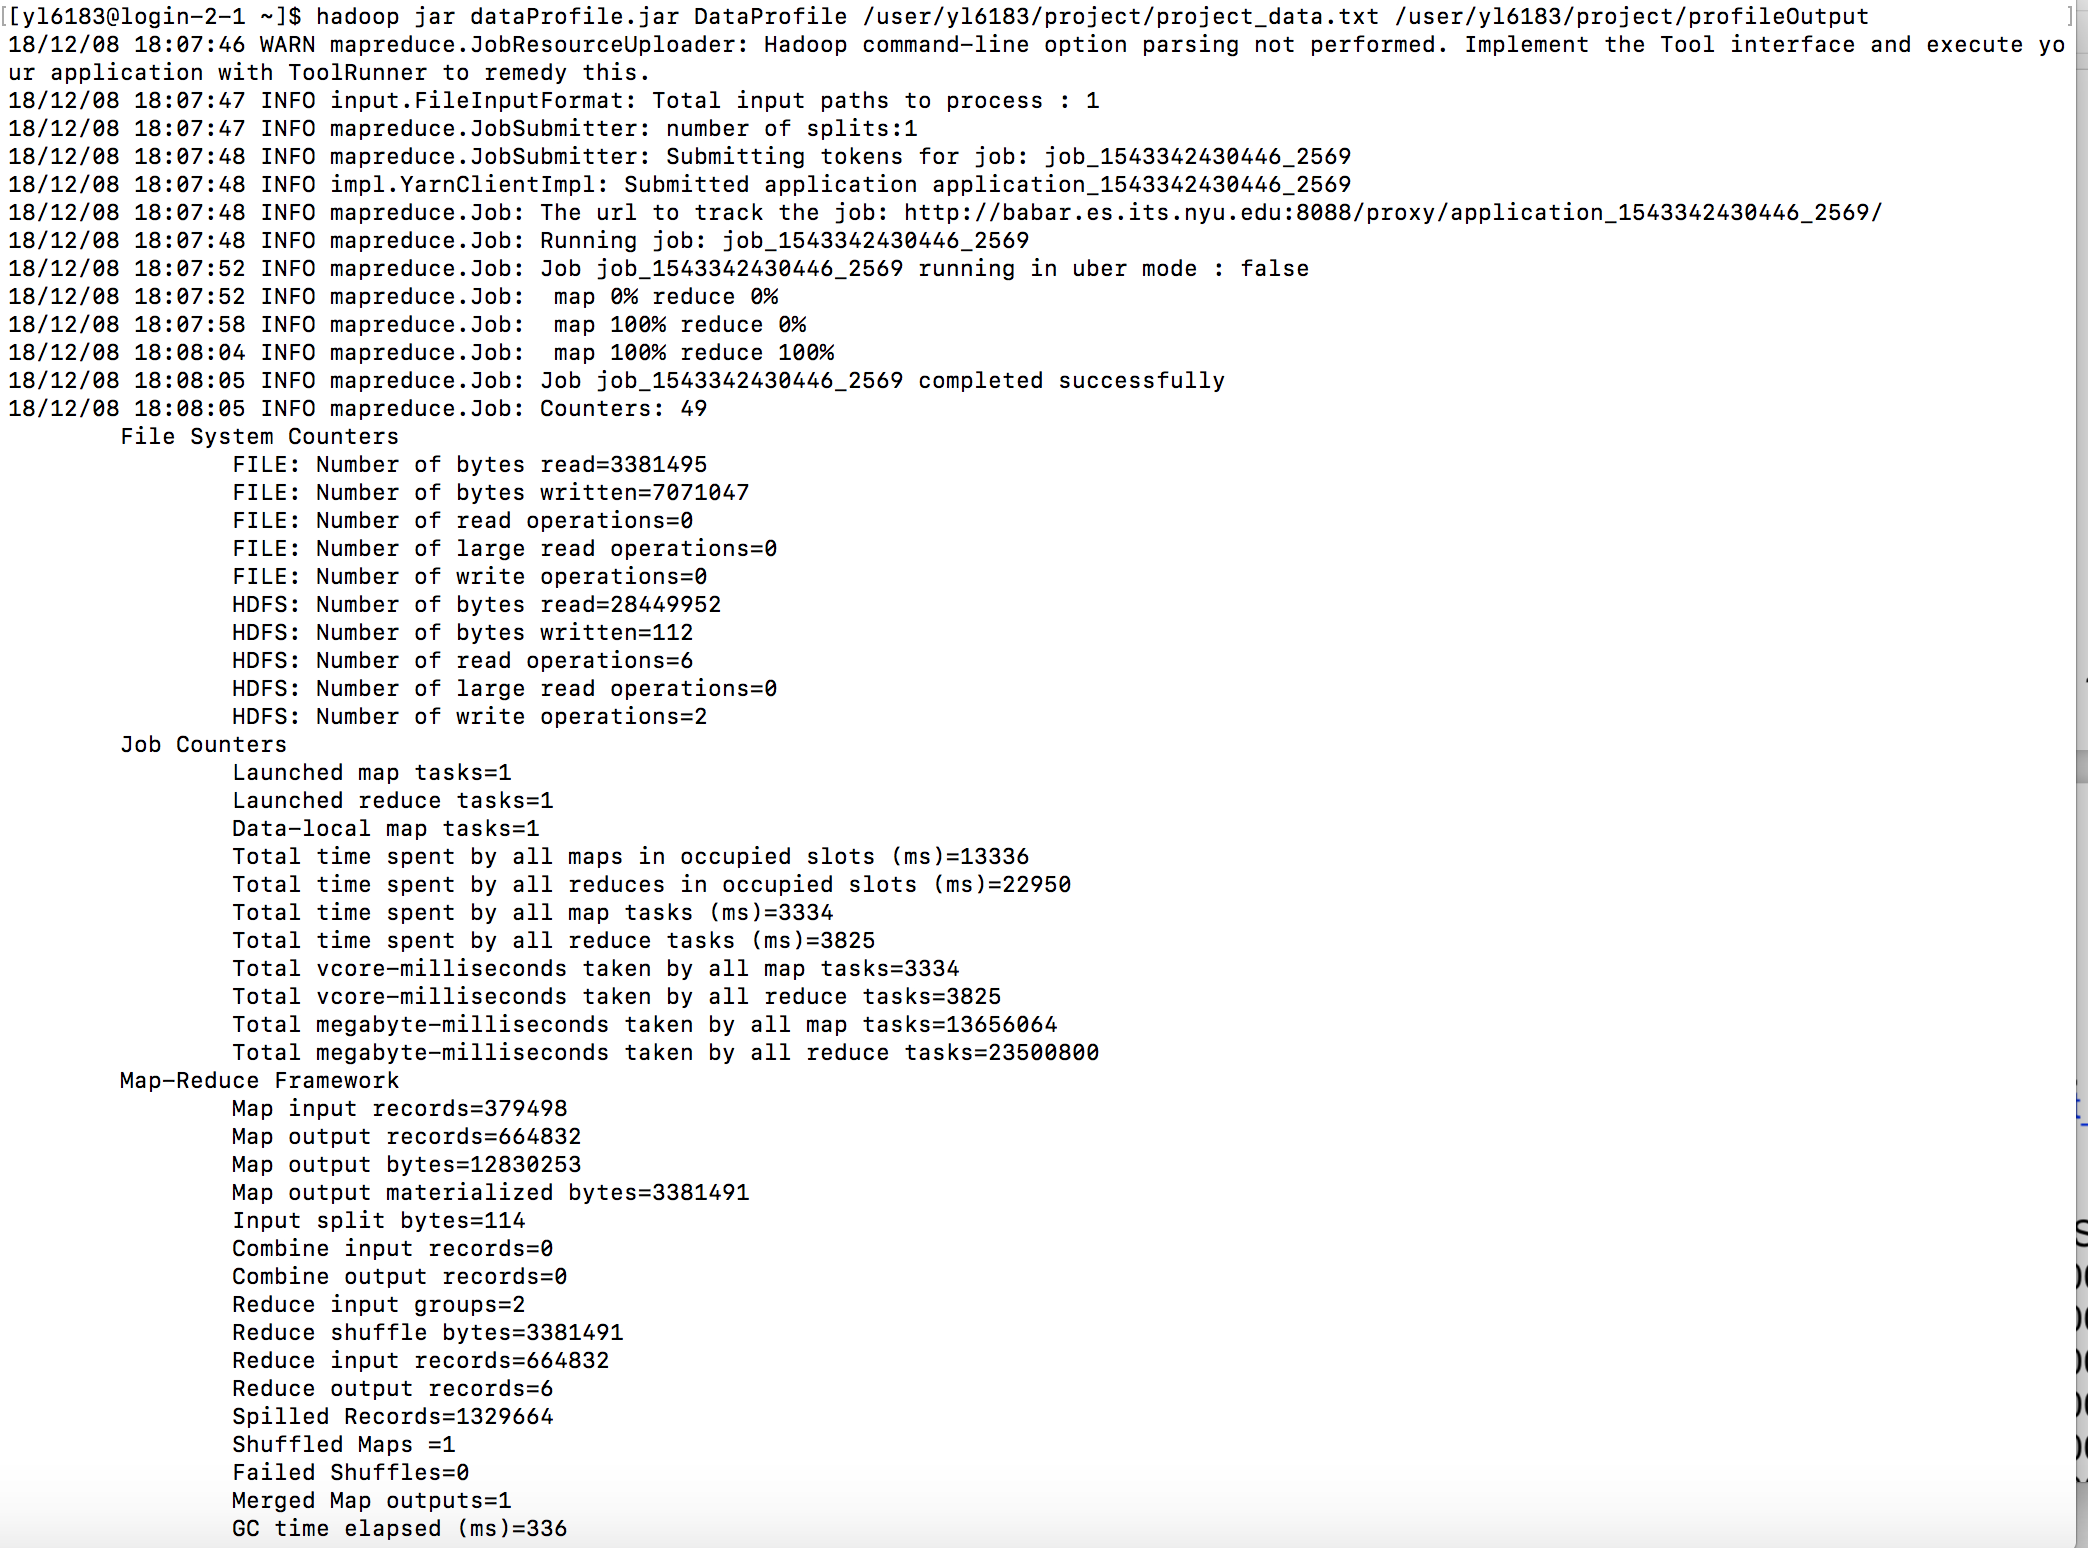 [[yl6183@login-2-1 ~]$ hadoop jar dataProfile.jar DataProfile /user/yl6183/project/project_data.txt /user/yl6183/project/profileOutput ]
18/12/08 18:07:46 WARN mapreduce.JobResourceUploader: Hadoop command-line option parsing not performed. Implement the Tool interface and execute yo
ur application with ToolRunner to remedy this.
18/12/08 18:07:47 INFO input.FileInputFormat: Total input paths to process : 1
18/12/08 18:07:47 INFO mapreduce.JobSubmitter: number of splits:1
18/12/08 18:07:48 INFO mapreduce.JobSubmitter: Submitting tokens for job: job_1543342430446_2569
18/12/08 18:07:48 INFO impl.YarnClientImpl: Submitted application application_1543342430446_2569
18/12/08 18:07:48 INFO mapreduce.Job: The url to track the job: http://babar.es.its.nyu.edu:8088/proxy/application_1543342430446_2569/
18/12/08 18:07:48 INFO mapreduce.Job: Running job: job_1543342430446_2569
18/12/08 18:07:52 INFO mapreduce.Job: Job job_1543342430446_2569 running in uber mode : false
18/12/08 18:07:52 INFO mapreduce.Job:  map 0% reduce 0%
18/12/08 18:07:58 INFO mapreduce.Job:  map 100% reduce 0%
18/12/08 18:08:04 INFO mapreduce.Job:  map 100% reduce 100%
18/12/08 18:08:05 INFO mapreduce.Job: Job job_1543342430446_2569 completed successfully
18/12/08 18:08:05 INFO mapreduce.Job: Counters: 49
File System Counters
FILE: Number of bytes read=3381495
FILE: Number of bytes written=7071047
FILE: Number of read operations=0
FILE: Number of large read operations=0
FILE: Number of write operations=0
HDFS: Number of bytes read=28449952
HDFS: Number of bytes written=112
HDFS: Number of read operations=6
HDFS: Number of large read operations=0
HDFS: Number of write operations=2
Job Counters
Launched map tasks=1
Launched reduce tasks=1
Data-local map tasks=1
Total time spent by all maps in occupied slots (ms)=13336
Total time spent by all reduces in occupied slots (ms)=22950
Total time spent by all map tasks (ms)=3334
Total time spent by all reduce tasks (ms)=3825
Total vcore-milliseconds taken by all map tasks=3334
Total vcore-milliseconds taken by all reduce tasks=3825
Total megabyte-milliseconds taken by all map tasks=13656064
Total megabyte-milliseconds taken by all reduce tasks=23500800
Map-Reduce Framework
Map input records=379498
Map output records=664832
Map output bytes=12830253
Map output materialized bytes=3381491
Input split bytes=114
Combine input records=0
Combine output records=0
Reduce input groups=2
Reduce shuffle bytes=3381491
Reduce input records=664832
Reduce output records=6
Spilled Records=1329664
Shuffled Maps =1
Failed Shuffles=0
Merged Map outputs=1
GC time elapsed (ms)=336